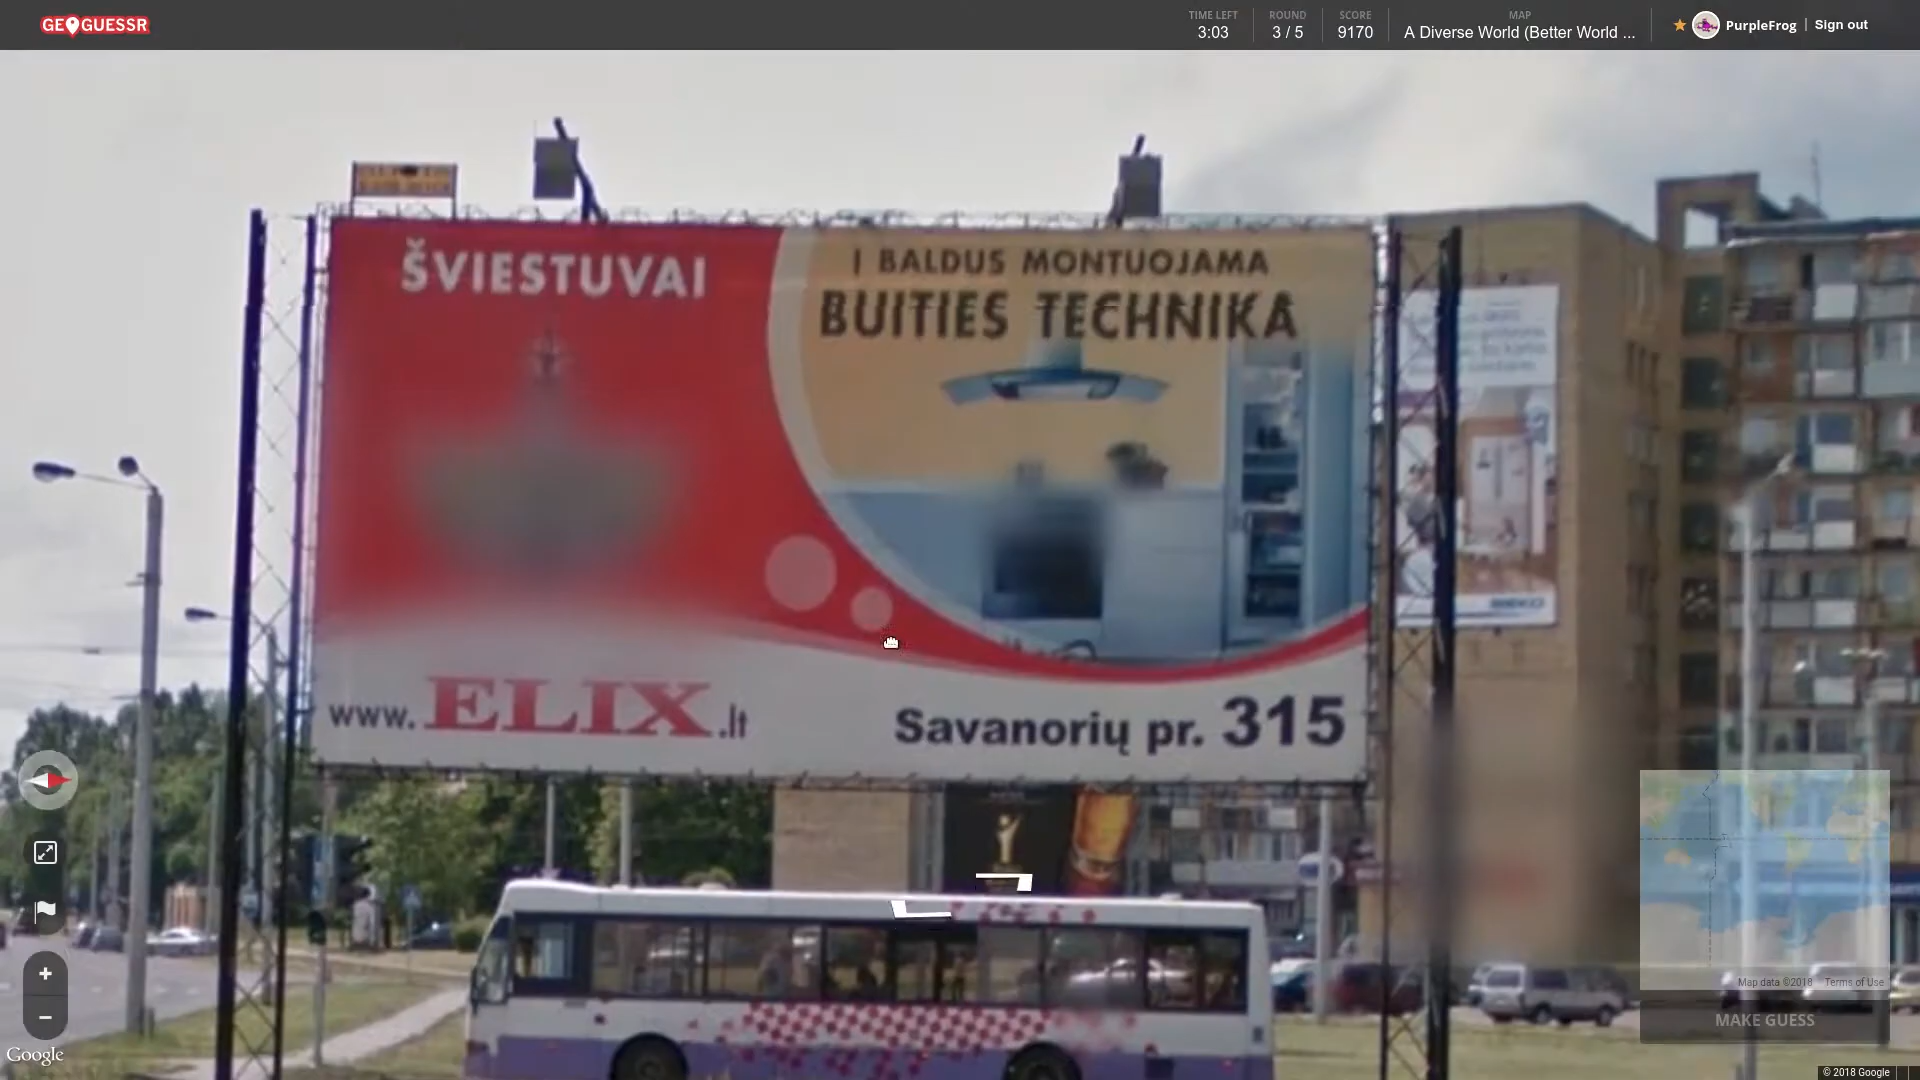 GEOGUESSR
TIME LEFT
3:03
ROUND
3 / 5
SCORE
9170
MAP
A Diverse World (Better World ...
PurpleFrog | Sign out
ŠVIESTUVAI
I BALDUS MONTUOJAMA
BUITIES TECHNIKA
www.ELIX.lt
Savanorių pr. 315
BEKO
Map data ©2018 Terms of Use
MAKE GUESS
Google
© 2018 Google